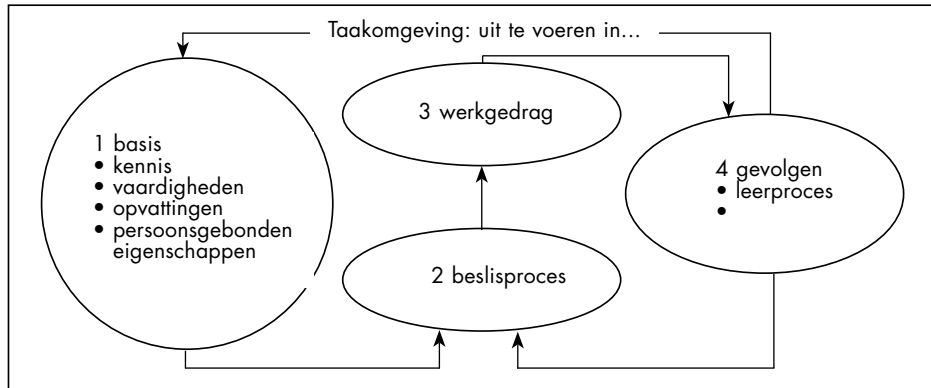 Taakomgeving: uit te voeren in...
1 basis
• kennis
• vaardigheden
• opvattingen
• persoonsgebonden
eigenschappen
3 werkgedrag
2 beslisproces
4 gevolgen
• leerproces
•